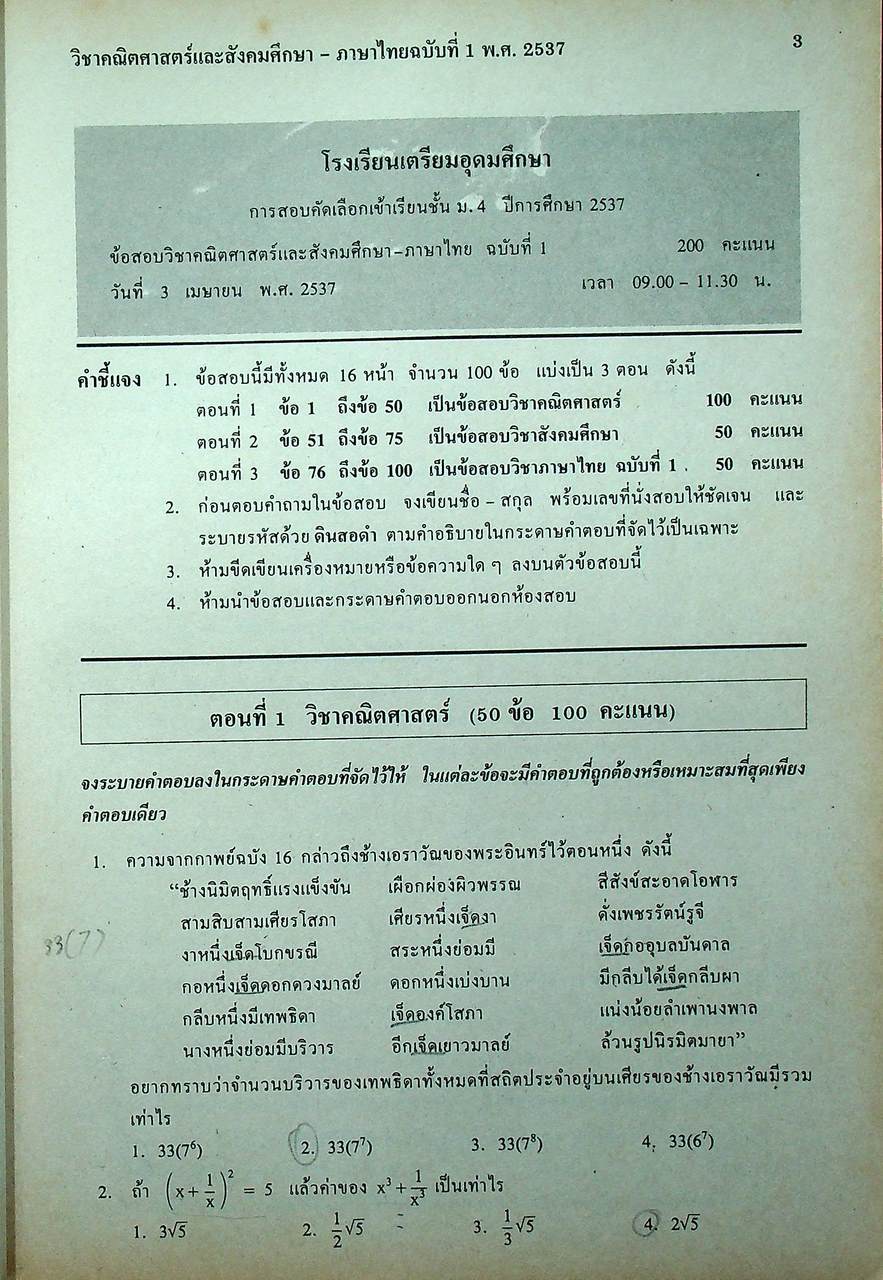 วิชาคณิตศาสตร์และสังคมศึกษา – ภาษาไทยฉบับที่ 1 พ.ศ. 2537 3
โรงเรียนเตรียมอุดมศึกษา
การสอบคัดเลือกเข้าเรียนชั้น ม.4 ปีการศึกษา 2537
ข้อสอบวิชาคณิตศาสตร์และสังคมศึกษา–ภาษาไทย ฉบับที่ 1 200 คะแนน
วันที่ 3 เมษายน พ.ศ. 2537 เวลา 09.00 – 11.30 น.
คำชี้แจง 1. ข้อสอบนี้มีทั้งหมด 16 หน้า จำนวน 100 ข้อ แบ่งเป็น 3 ตอน ดังนี้
ตอนที่ 1 ข้อ 1 ถึงข้อ 50 เป็นข้อสอบวิชาคณิตศาสตร์ 100 คะแนน
ตอนที่ 2 ข้อ 51 ถึงข้อ 75 เป็นข้อสอบวิชาสังคมศึกษา 50 คะแนน
ตอนที่ 3 ข้อ 76 ถึงข้อ 100 เป็นข้อสอบวิชาภาษาไทย ฉบับที่ 1 . 50 คะแนน
2. ก่อนตอบคำถามในข้อสอบ จงเขียนชื่อ – สกุล พร้อมเลขที่นั่งสอบให้ชัดเจน และ
ระบายรหัสด้วย ดินสอดำ ตามคำอธิบายในกระดาษคำตอบที่จัดไว้เป็นเฉพาะ
3. ห้ามขีดเขียนเครื่องหมายหรือข้อความใด ๆ ลงบนตัวข้อสอบนี้
4. ห้ามนำข้อสอบและกระดาษคำตอบออกนอกห้องสอบ
ตอนที่ 1 วิชาคณิตศาสตร์ (50 ข้อ 100 คะแนน)
จงระบายคำตอบลงในกระดาษคำตอบที่จัดไว้ให้ ในแต่ละข้อจะมีคำตอบที่ถูกต้องหรือเหมาะสมที่สุดเพียง
คำตอบเดียว
1. ความจากกาพย์ฉบัง 16 กล่าวถึงช้างเอราวัณของพระอินทร์ไว้ตอนหนึ่ง ดังนี้
“ช้างนิมิตฤทธิ์แรงแข็งขัน เผือกผ่องผิวพรรณ สีสังข์สะอาดโอฬาร
สามสิบสามเศียรโสภา เศียรหนึ่งเจ็ดงา ดั่งเพชรรัตน์รูจี
33(7) งาหนึ่งเจ็ดโบกขรณี สระหนึ่งย่อมมี เจ็ดกออุบลบันดาล
กอหนึ่งเจ็ดดอกดวงมาลย์ ดอกหนึ่งเบ่งบาน มีกลีบได้เจ็ดกลีบผา
กลีบหนึ่งมีเทพธิดา เจ็ดองค์โสภา แน่งน้อยลำเพานงพาล
นางหนึ่งย่อมมีบริวาร อีกเจ็ดเยาวมาลย์ ล้วนรูปนิรมิตมายา”
อยากทราบว่าจำนวนบริวารของเทพธิดาทั้งหมดที่สถิตประจำอยู่บนเศียรของช้างเอราวัณมีรวม
เท่าไร
1. 33(7⁶) 2. 33(7⁷) 3. 33(7⁸) 4. 33(6⁷)
2. ถ้า (x + 1/x)² = 5 แล้วค่าของ x³ + 1/x³ เป็นเท่าไร
1. 3√5 2. 1/2 √5 3. 1/3 √5 4. 2√5